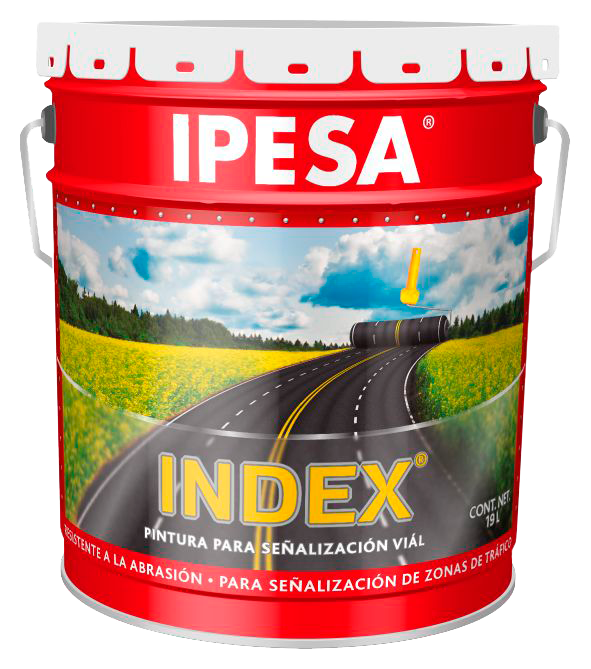 IPESA®
INDEX®
PINTURA PARA SEÑALIZACIÓN VIÁL
CONT. NET.
19 L
RESISTENTE A LA ABRASIÓN • PARA SEÑALIZACIÓN DE ZONAS DE TRÁFICO